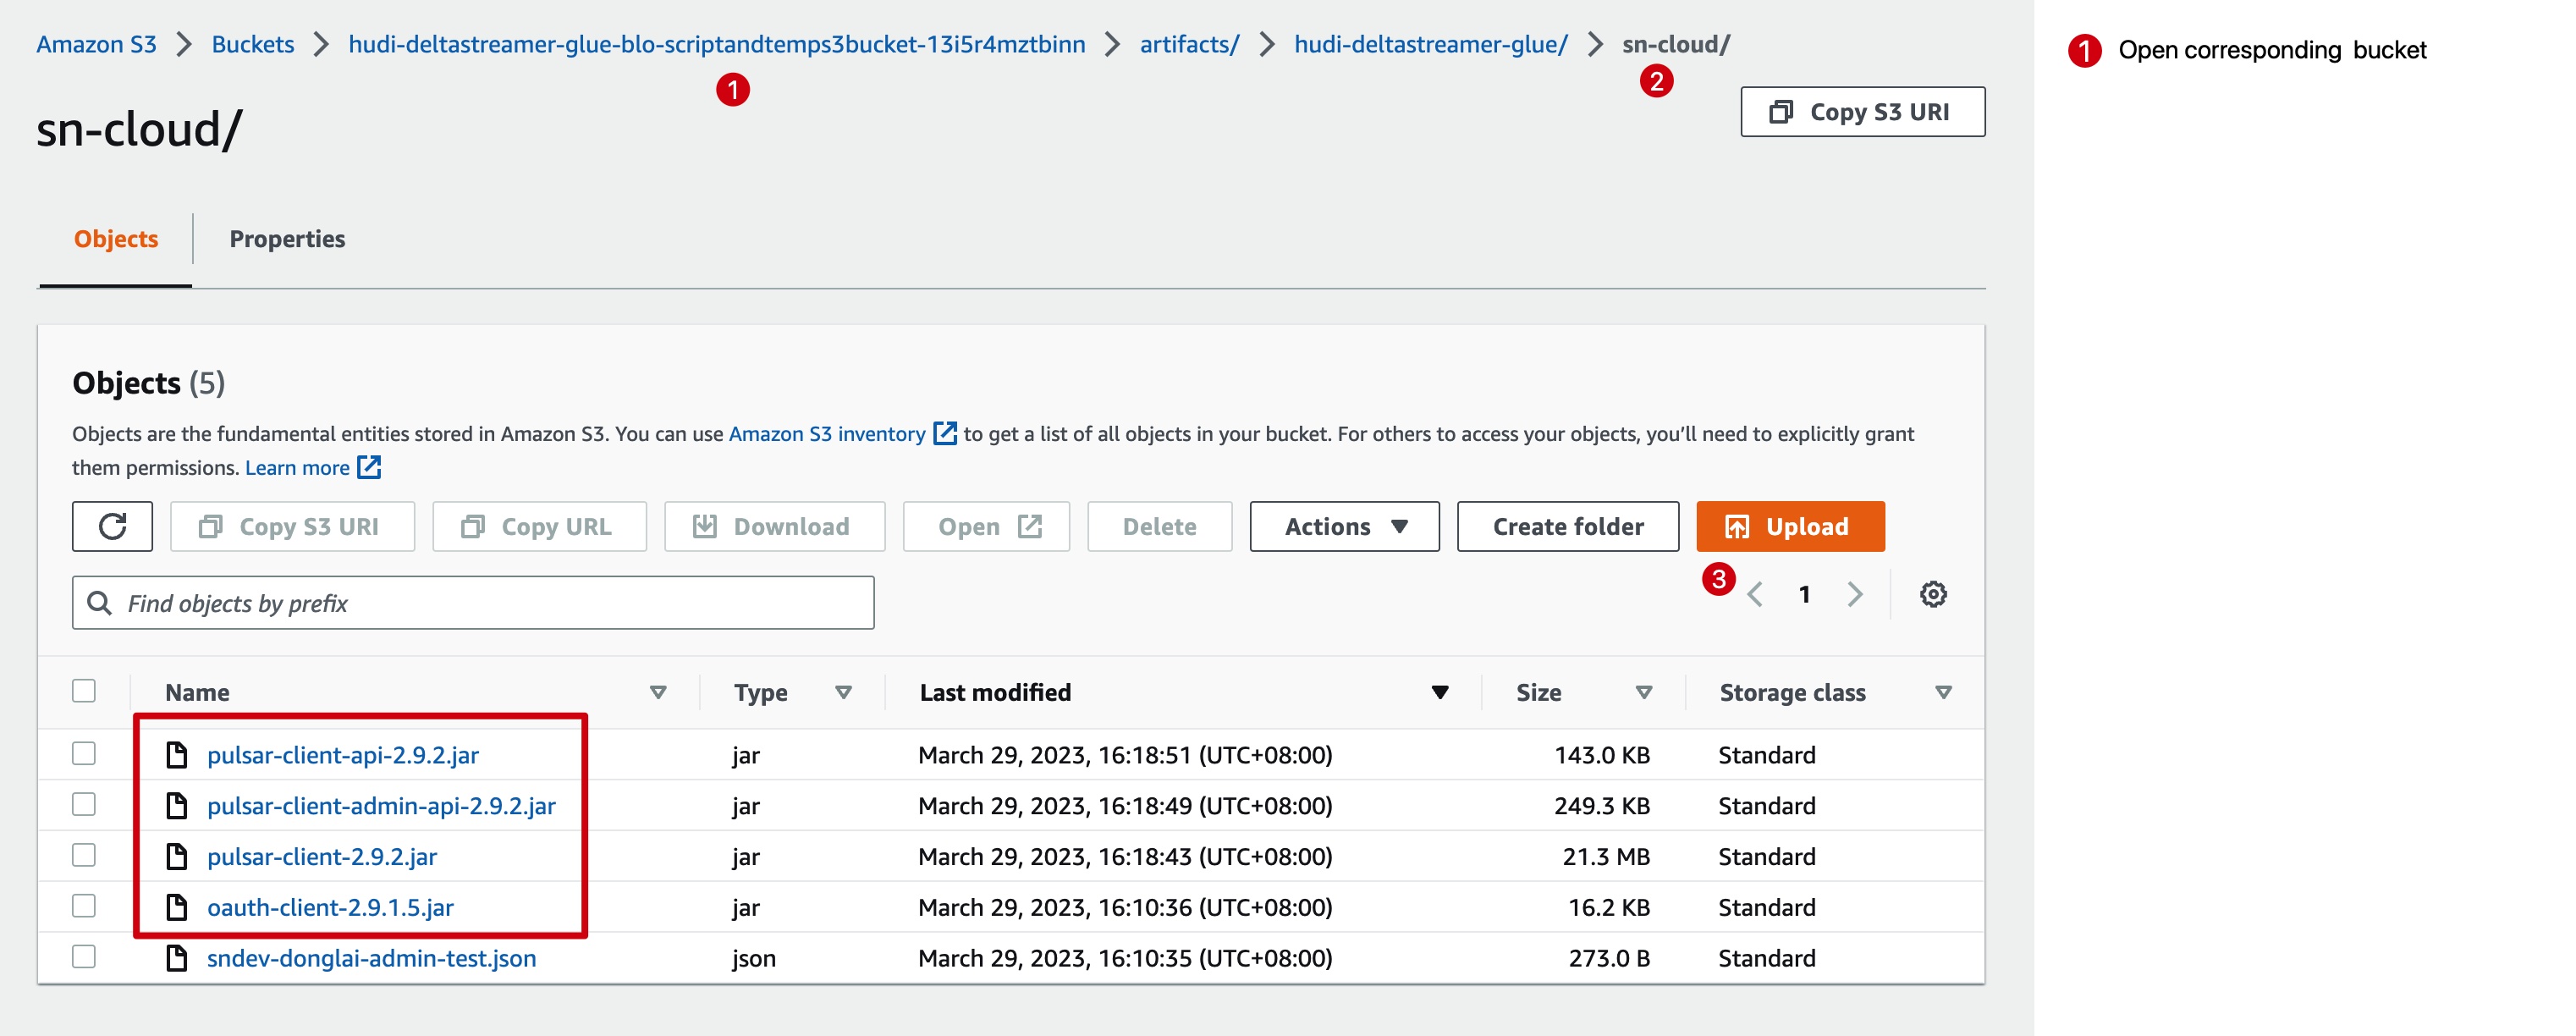 Amazon S3 > Buckets > hudi-deltastreamer-glue-blo-scriptandtemps3bucket-13i5r4mztbinn > artifacts/ > hudi-deltastreamer-glue/ > sn-cloud/
1 Open corresponding bucket
1
2
sn-cloud/
Copy S3 URI
Objects
Properties
Objects (5)
Objects are the fundamental entities stored in Amazon S3. You can use Amazon S3 inventory to get a list of all objects in your bucket. For others to access your objects, you’ll need to explicitly grant
them permissions. Learn more
Copy S3 URI Copy URL Download Open Delete Actions Create folder Upload
Find objects by prefix
3
1
Name Type Last modified Size Storage class
pulsar-client-api-2.9.2.jar jar March 29, 2023, 16:18:51 (UTC+08:00) 143.0 KB Standard
pulsar-client-admin-api-2.9.2.jar jar March 29, 2023, 16:18:49 (UTC+08:00) 249.3 KB Standard
pulsar-client-2.9.2.jar jar March 29, 2023, 16:18:43 (UTC+08:00) 21.3 MB Standard
oauth-client-2.9.1.5.jar jar March 29, 2023, 16:10:36 (UTC+08:00) 16.2 KB Standard
sndev-donglai-admin-test.json json March 29, 2023, 16:10:35 (UTC+08:00) 273.0 B Standard